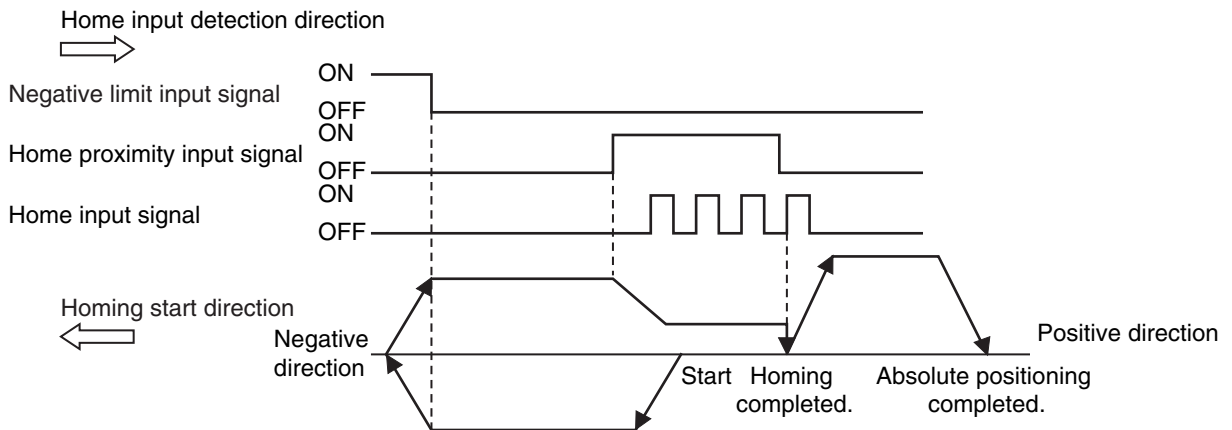 Home input detection direction
ON
Negative limit input signal
OFF
ON
Home proximity input signal
OFF
ON
Home input signal
OFF
Homing start direction
Negative
direction
Positive direction
Start
Homing
completed.
Absolute positioning
completed.